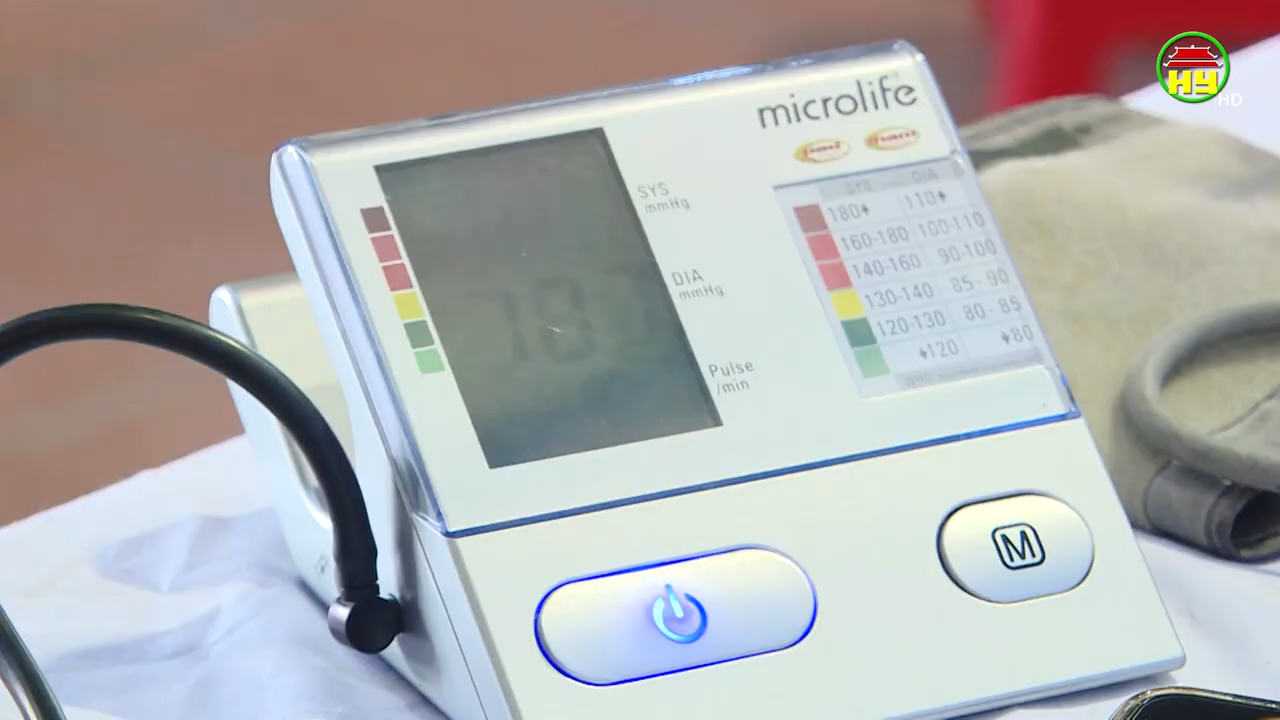 HY
HD
microlife
SYS
mmHg
DIA
mmHg
Pulse
/min
SYS DIA
180 110
160-180 100-110
140-160 90-100
130-140 85-90
120-130 80-85
120 80
M